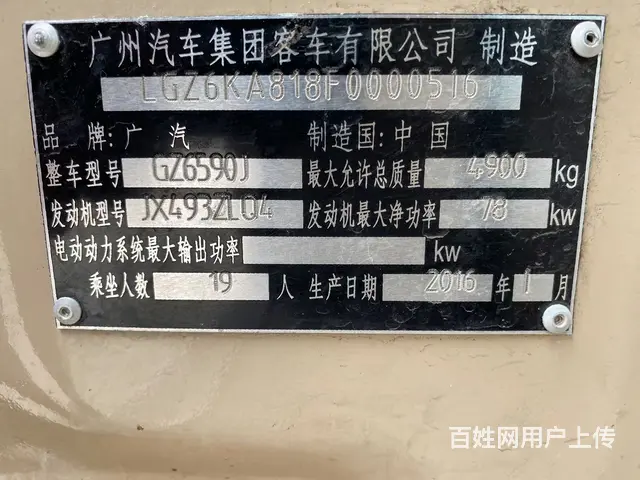 广州汽车集团客车有限公司 制造
LGZ6KA818F0000516
品 牌:广 汽 制造国:中 国
整车型号 GZ6590J 最大允许总质量 4900 kg
发动机型号 JX493ZLQ4 发动机最大净功率 78 kw
电动动力系统最大输出功率 kw
乘坐人数 19 人 生产日期 2016 年 1 月
百姓网用户上传